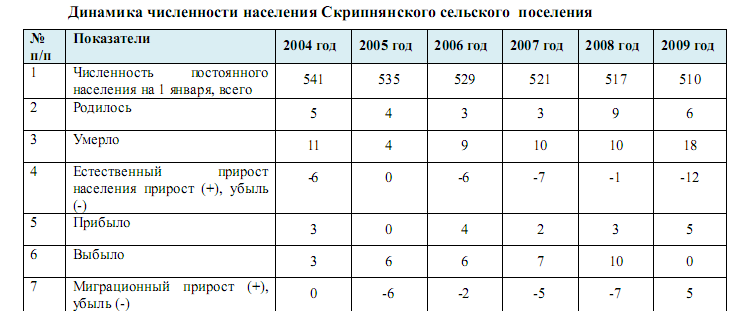 Динамика численности населения Скрипнянского сельского поселения
№ п/п Показатели 2004 год 2005 год 2006 год 2007 год 2008 год 2009 год
1 Численность постоянного населения на 1 января, всего 541 535 529 521 517 510
2 Родилось 5 4 3 3 9 6
3 Умерло 11 4 9 10 10 18
4 Естественный прирост населения прирост (+), убыль (-) -6 0 -6 -7 -1 -12
5 Прибыло 3 0 4 2 3 5
6 Выбыло 3 6 6 7 10 0
7 Миграционный прирост (+), убыль (-) 0 -6 -2 -5 -7 5